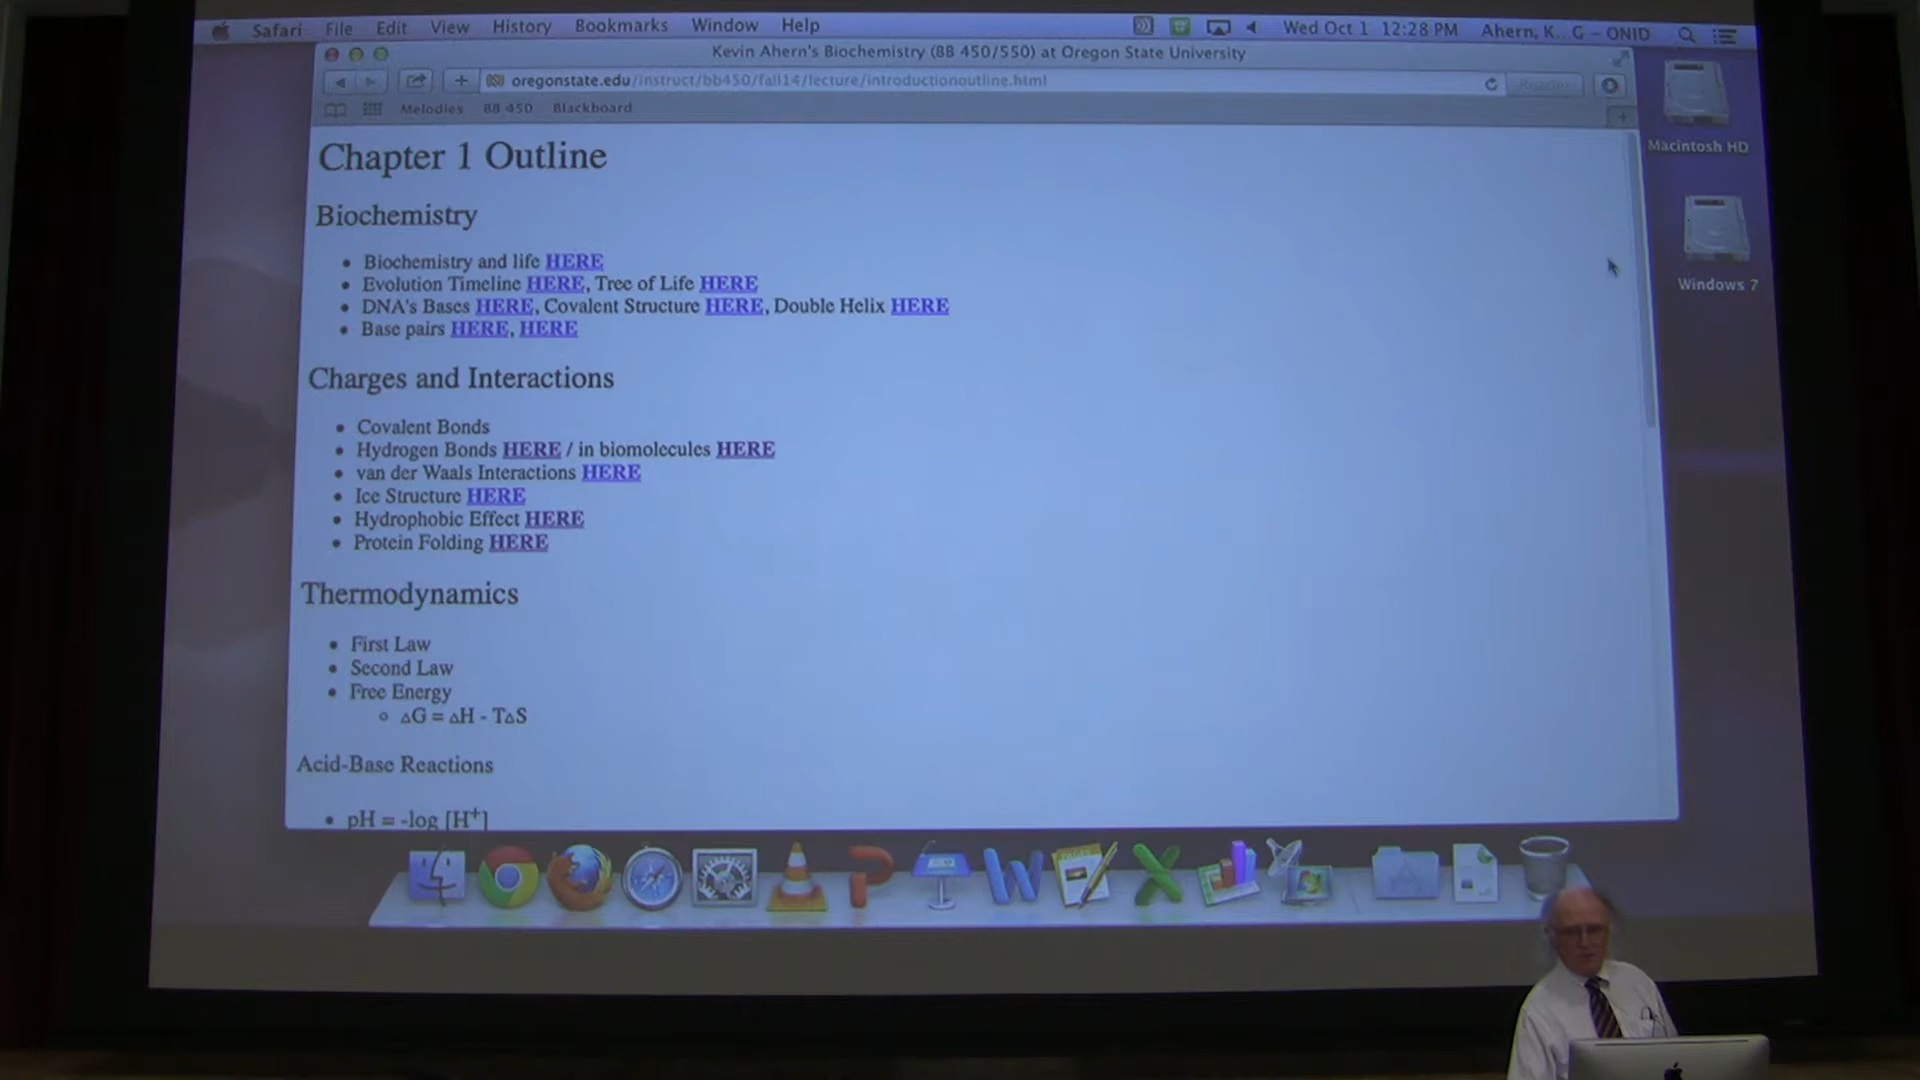 Safari File Edit View History Bookmarks Window Help Wed Oct 1 12:28 PM Ahern, K. G - ONID
Kevin Ahern's Biochemistry (BB 450/550) at Oregon State University
oregonstate.edu/instruct/bb450/fall14/lecture/introductionoutline.html
Melodies BB 450 Blackboard
Macintosh HD
Windows 7
Chapter 1 Outline
Biochemistry
• Biochemistry and life HERE
• Evolution Timeline HERE, Tree of Life HERE
• DNA's Bases HERE, Covalent Structure HERE, Double Helix HERE
• Base pairs HERE, HERE
Charges and Interactions
• Covalent Bonds
• Hydrogen Bonds HERE / in biomolecules HERE
• van der Waals Interactions HERE
• Ice Structure HERE
• Hydrophobic Effect HERE
• Protein Folding HERE
Thermodynamics
• First Law
• Second Law
• Free Energy
◦ ΔG = ΔH - TΔS
Acid-Base Reactions
• pH = -log [H⁺]